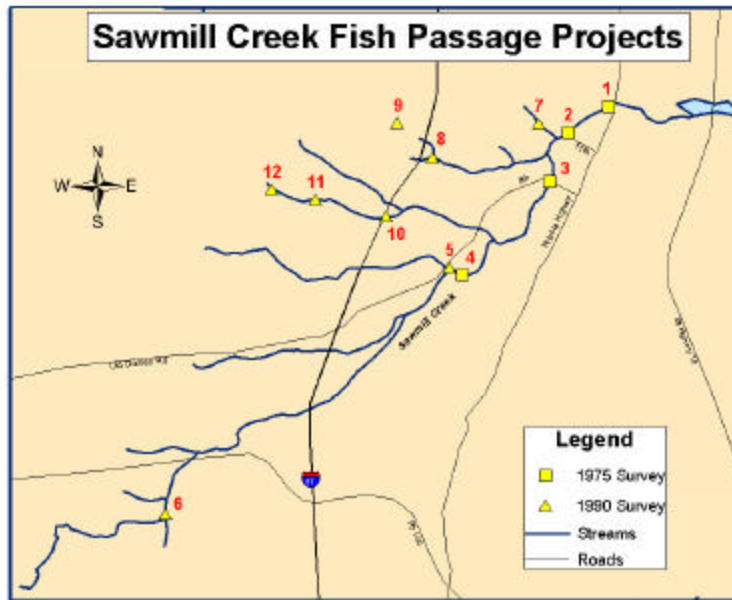 Sawmill Creek Fish Passage Projects
1
2
7
9
8
3
12
11
10
N
W E
S
5
4
Sawmill Creek
6
Legend
1975 Survey
1990 Survey
Streams
Roads